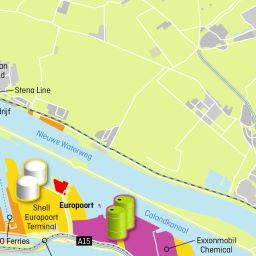 Stena Line
Nieuwe Waterweg
Europoort
Shell
Europoort
Terminal
Calandkanaal
A15
Ferries
Exxonmobil
Chemical